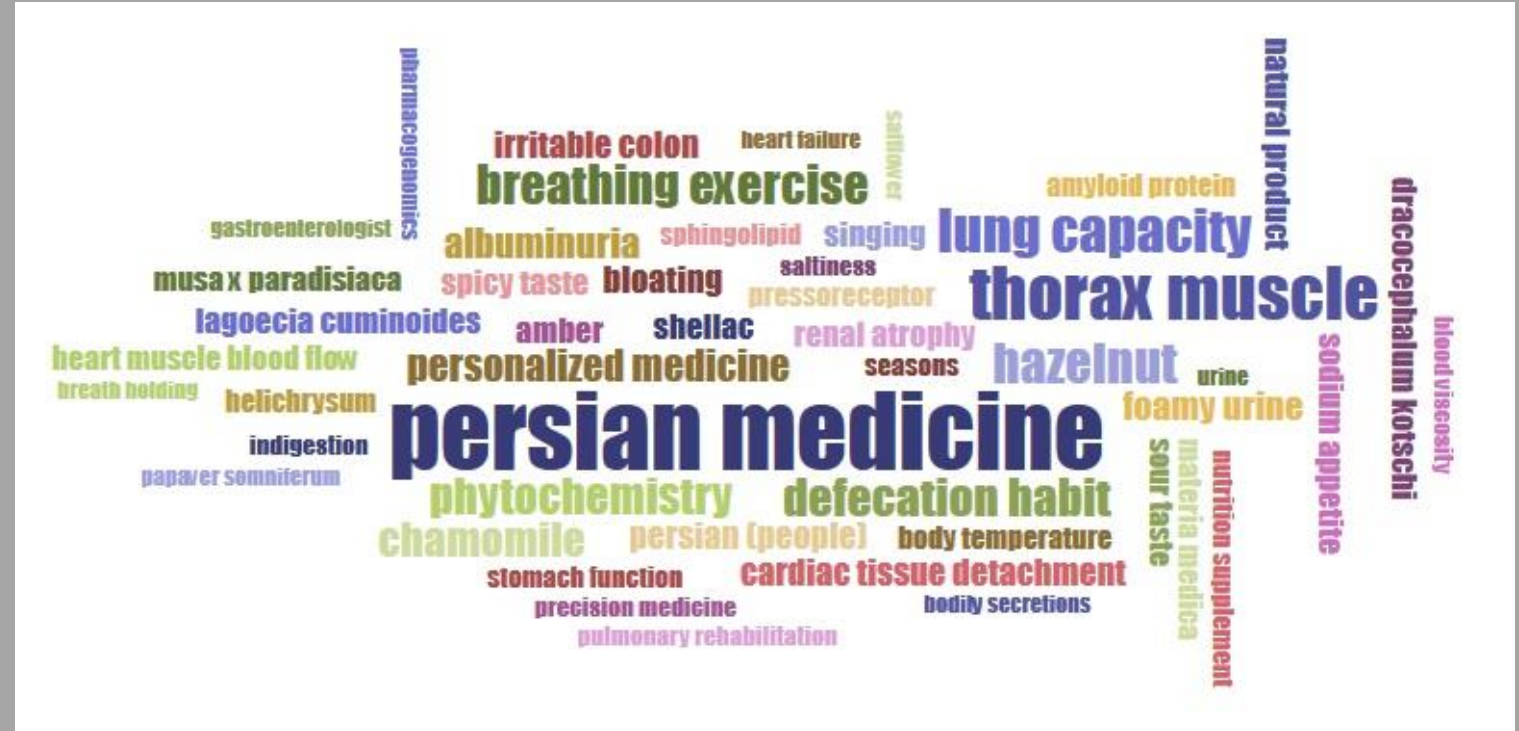 pharmacogenomics
natural product
irritable colon
heart failure
safflower
breathing exercise
amyloid protein
dracocephalum kotschi
gastroenterologist
albuminuria
sphingolipid
singing
lung capacity
musa x paradisiaca
spicy taste
bloating
saltiness
pressoreceptor
thorax muscle
lagoecia cuminoides
amber
shellac
renal atrophy
blood viscosity
heart muscle blood flow
personalized medicine
seasons
hazelnut
urine
sodium appetite
breath holding
helichrysum
persian medicine
foamy urine
indigestion
papaver somniferum
phytochemistry
defecation habit
sour taste
materia medica
nutrition supplement
chamomile
persian (people)
body temperature
stomach function
cardiac tissue detachment
precision medicine
bodily secretions
pulmonary rehabilitation